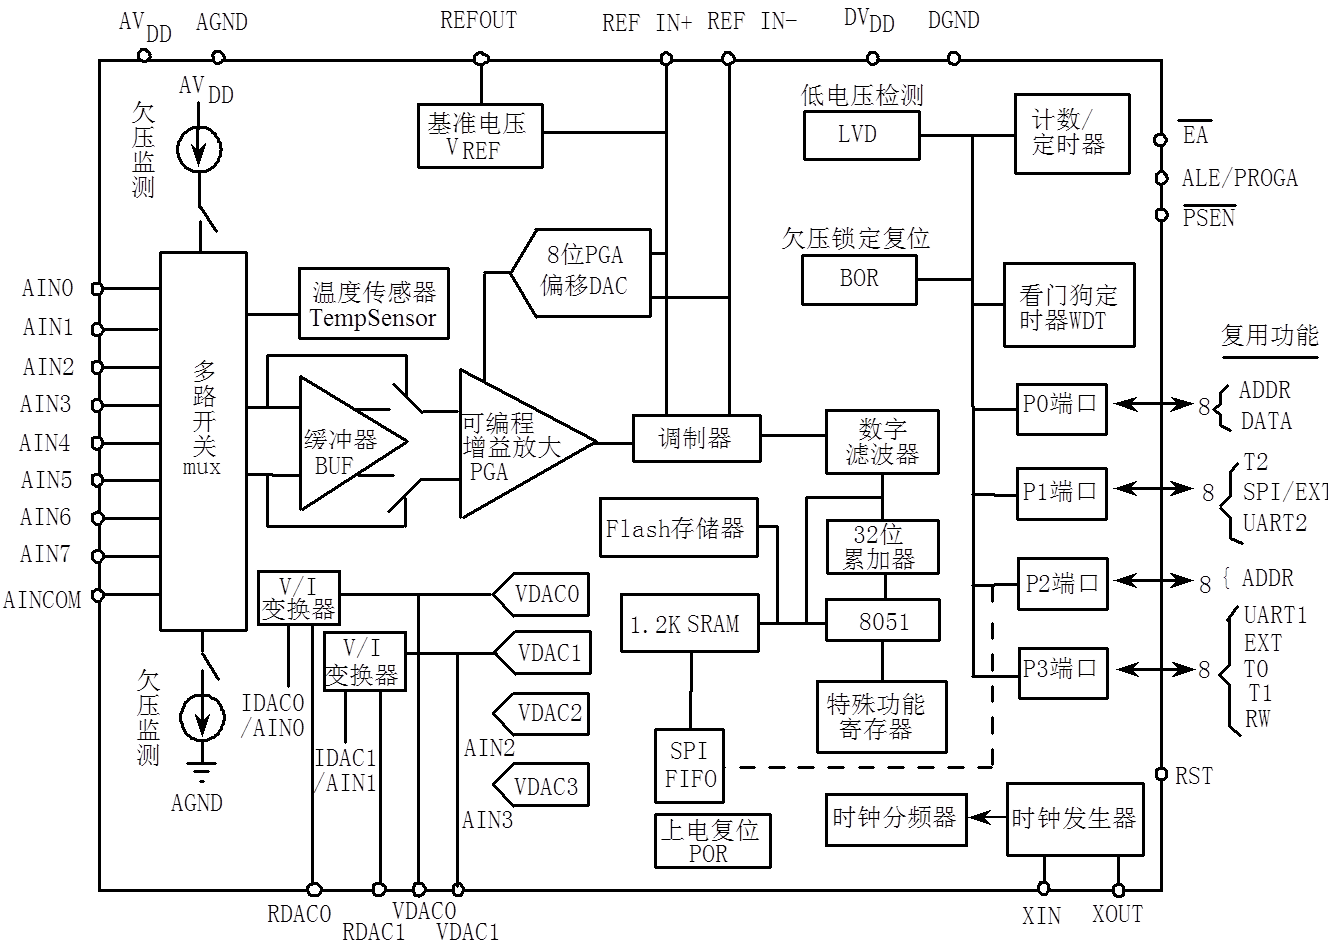 AVDD
AGND
REFOUT
REF IN+
REF IN-
DVDD
DGND
AVDD
欠压监测
基准电压
VREF
低电压检测
LVD
计数/
定时器
EA
ALE/PROGA
PSEN
8位PGA
偏移DAC
欠压锁定复位
BOR
看门狗定
时器WDT
AIN0
AIN1
AIN2
AIN3
AIN4
AIN5
AIN6
AIN7
AINCOM
多路开关
mux
温度传感器
TempSensor
缓冲器
BUF
可编程
增益放大
PGA
调制器
数字
滤波器
复用功能
P0端口
8
ADDR
DATA
P1端口
8
T2
SPI/EXT
UART2
P2端口
8
{ ADDR
P3端口
8
UART1
EXT
T0
T1
RW
Flash存储器
32位
累加器
1.2K SRAM
8051
特殊功能
寄存器
SPI
FIFO
上电复位
POR
V/I
变换器
V/I
变换器
VDAC0
VDAC1
VDAC2
VDAC3
IDAC0
/AIN0
IDAC1
/AIN1
AIN2
AIN3
欠压监测
AGND
时钟分频器
时钟发生器
RST
RDAC0
RDAC1
VDAC0
VDAC1
XIN
XOUT